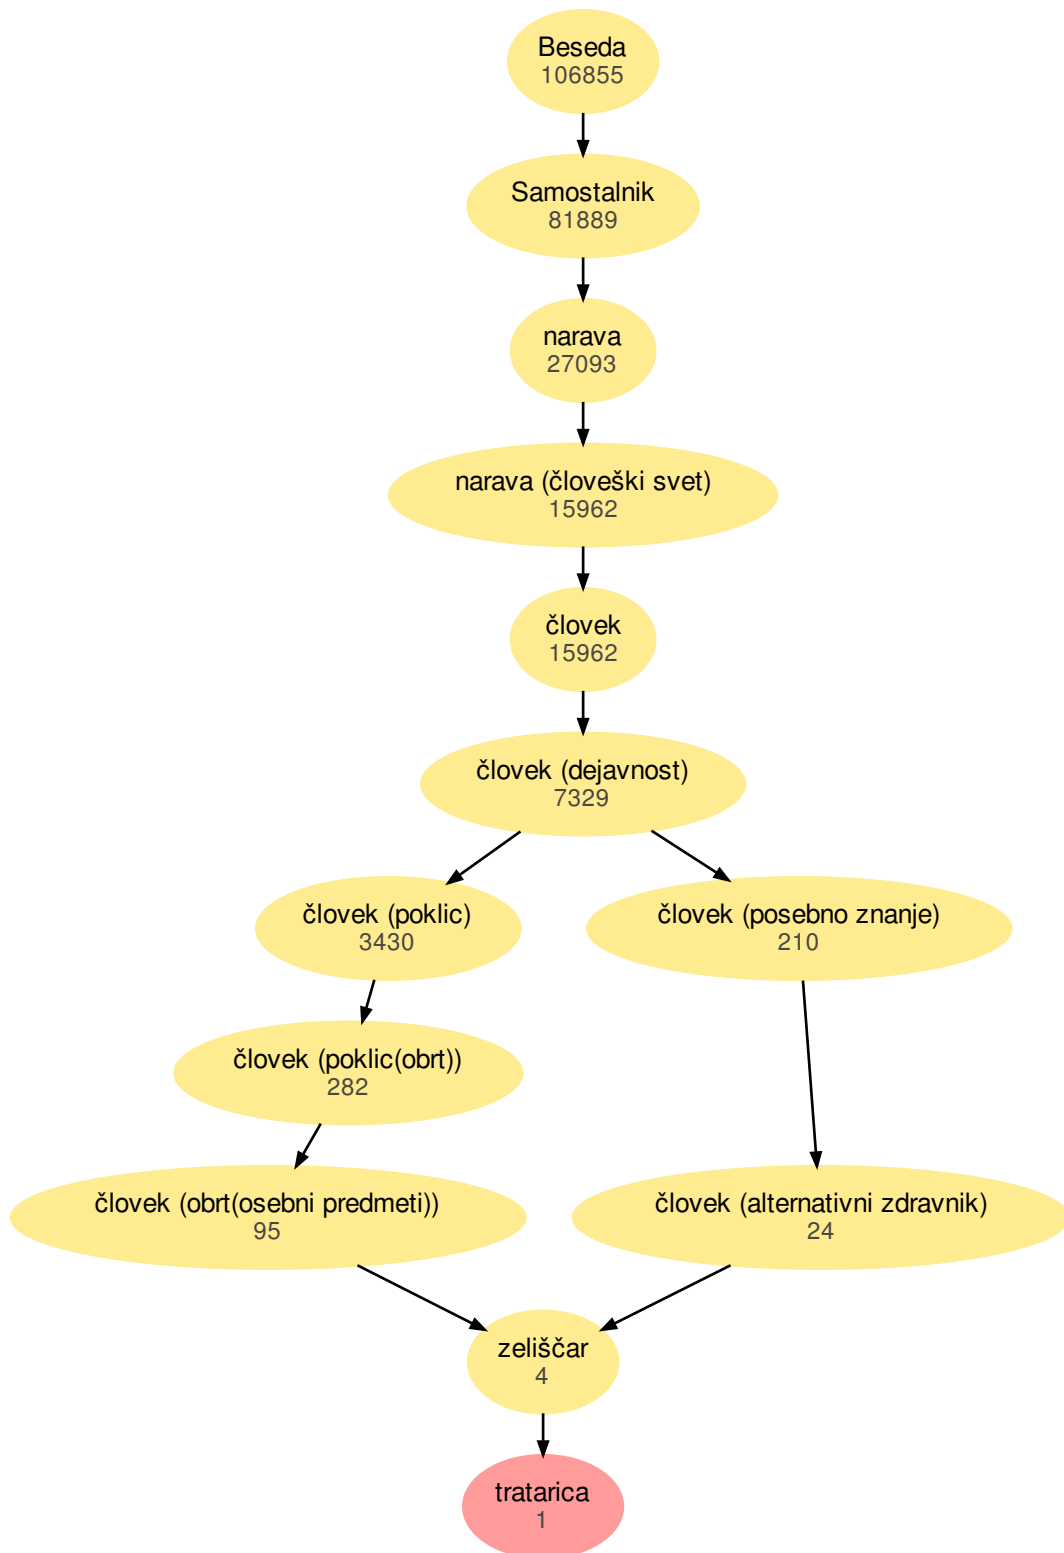 Beseda
106855
Samostalnik
81889
narava
27093
narava (človeški svet)
15962
človek
15962
človek (dejavnost)
7329
človek (poklic)
3430
človek (posebno znanje)
210
človek (poklic(obrt))
282
človek (obrt(osebni predmeti))
95
človek (alternativni zdravnik)
24
zeliščar
4
tratarica
1